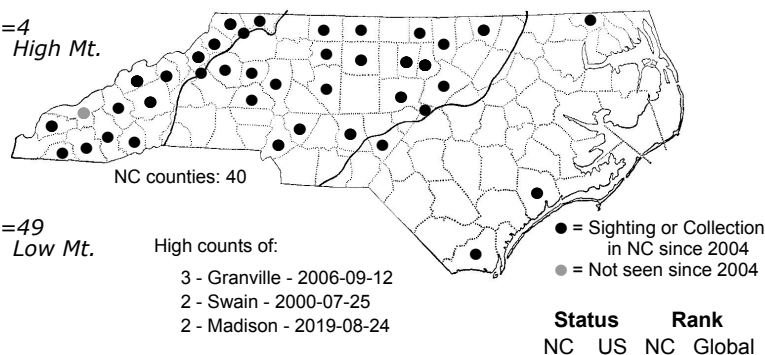 =4
High Mt.
NC counties: 40
=49
Low Mt.
High counts of:
3 - Granville - 2006-09-12
2 - Swain - 2000-07-25
2 - Madison - 2019-08-24
● = Sighting or Collection
in NC since 2004
● = Not seen since 2004
Status Rank
NC US NC Global